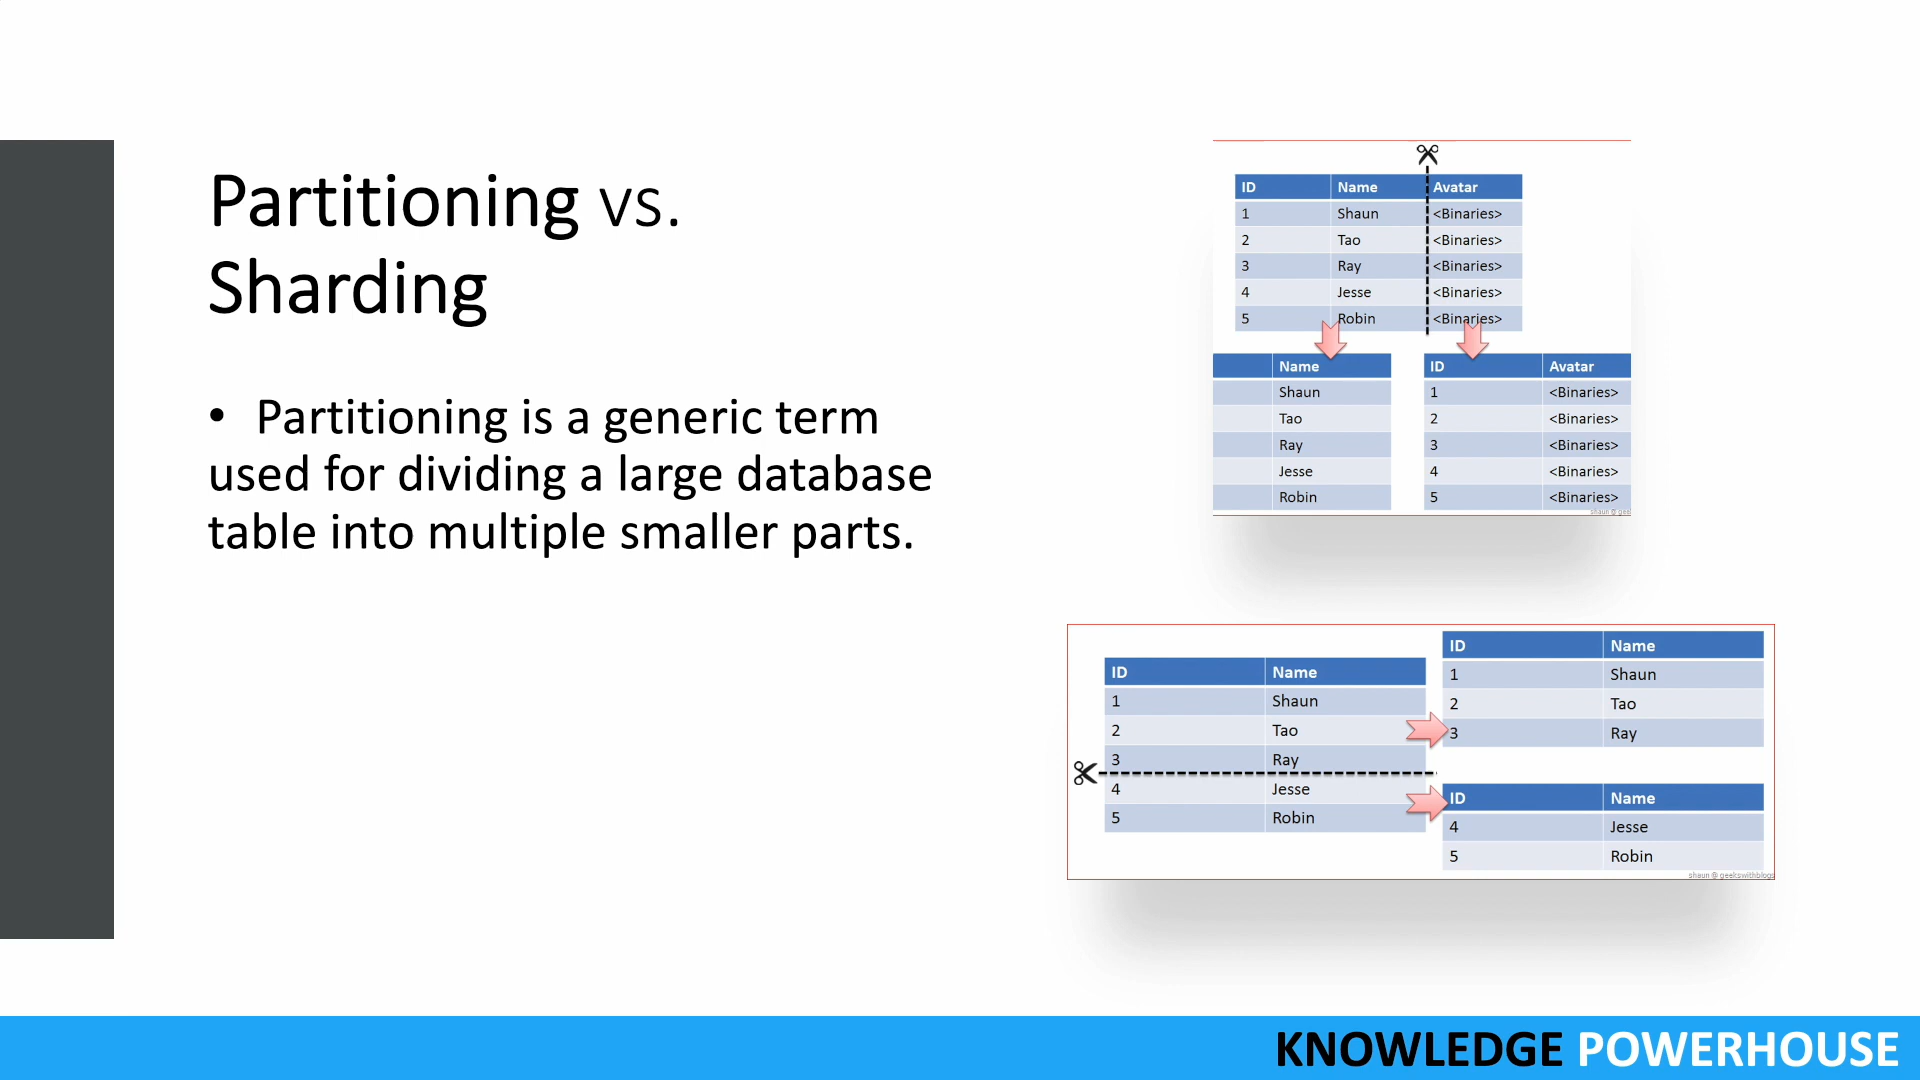 Partitioning vs.
Sharding
• Partitioning is a generic term
used for dividing a large database
table into multiple smaller parts.
ID Name Avatar
1 Shaun <Binaries>
2 Tao <Binaries>
3 Ray <Binaries>
4 Jesse <Binaries>
5 Robin <Binaries>
Name
Shaun
Tao
Ray
Jesse
Robin
ID Avatar
1 <Binaries>
2 <Binaries>
3 <Binaries>
4 <Binaries>
5 <Binaries>
shaun @ gee
ID Name
1 Shaun
2 Tao
3 Ray
4 Jesse
5 Robin
ID Name
1 Shaun
2 Tao
3 Ray
ID Name
4 Jesse
5 Robin
shaun @ geekswithblogs
KNOWLEDGE POWERHOUSE